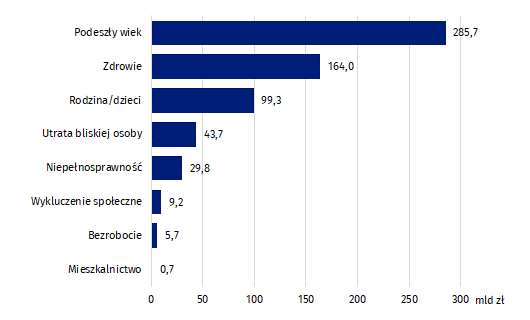 Podeszły wiek 285,7
Zdrowie 164,0
Rodzina/dzieci 99,3
Utrata bliskiej osoby 43,7
Niepełnosprawność 29,8
Wykluczenie społeczne 9,2
Bezrobocie 5,7
Mieszkalnictwo 0,7
0 50 100 150 200 250 300 mld zł